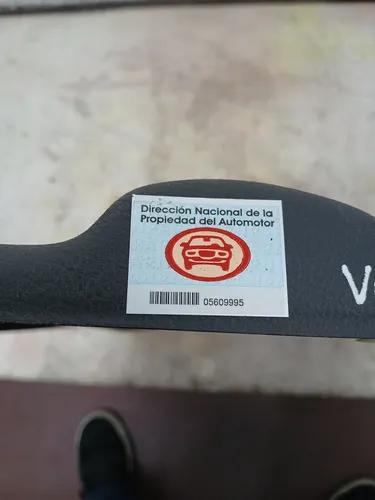 Dirección Nacional de la
Propiedad del Automotor
05609995